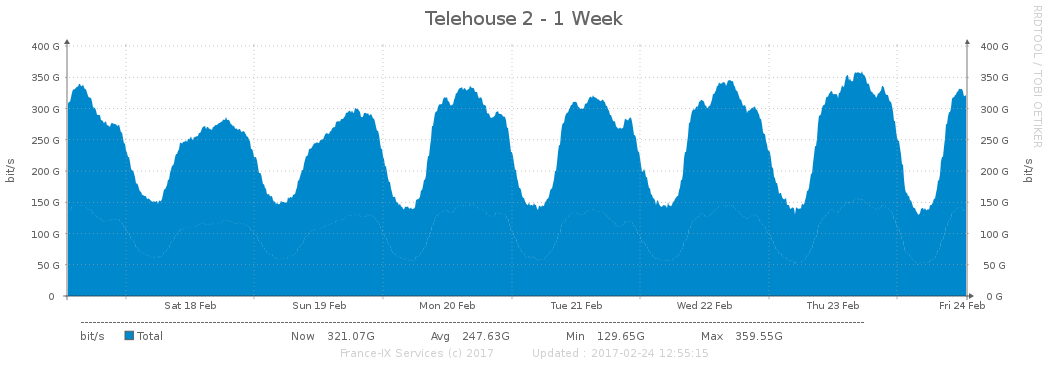 Telehouse 2 - 1 Week
RRDTOOL / TOBI OETIKER
400 G 400 G
350 G 350 G
300 G 300 G
250 G 250 G
200 G 200 G
150 G 150 G
100 G 100 G
50 G 50 G
0 0 G
bit/s bit/s
Sat 18 Feb Sun 19 Feb Mon 20 Feb Tue 21 Feb Wed 22 Feb Thu 23 Feb Fri 24 Feb
bit/s Total Now 321.07G Avg 247.63G Min 129.65G Max 359.55G
France-IX Services (c) 2017 Updated : 2017-02-24 12:55:15